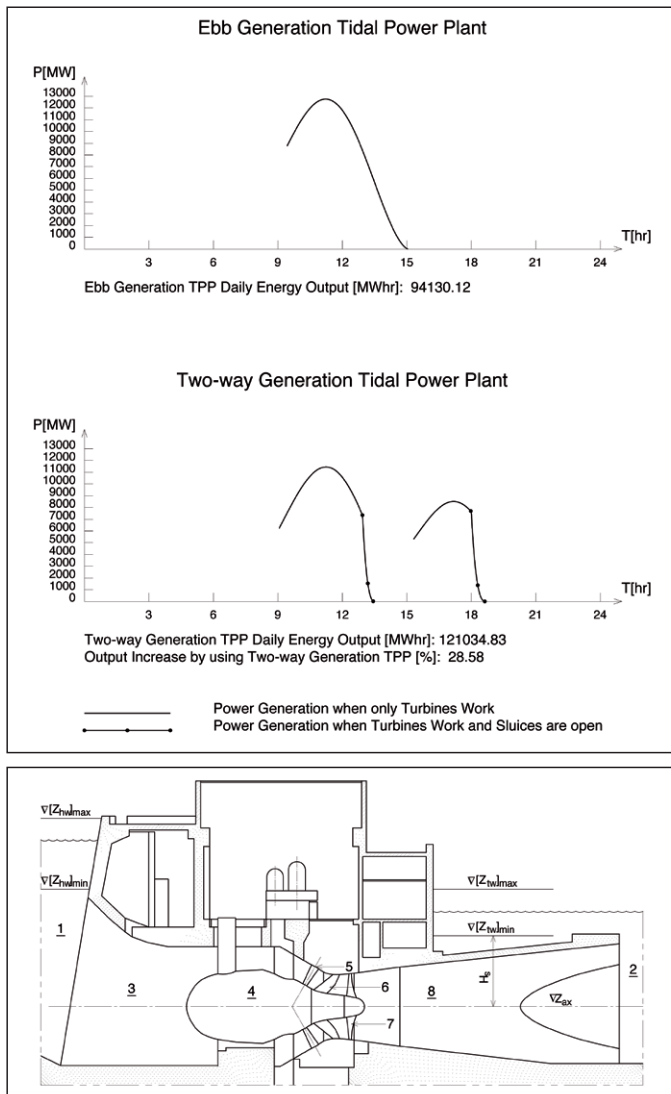 Ebb Generation Tidal Power Plant
P[MW]
13000
12000
11000
10000
9000
8000
7000
6000
5000
4000
3000
2000
1000
0
T[hr]
3 6 9 12 15 18 21 24
Ebb Generation TPP Daily Energy Output [MWhr]: 94130.12
Two-way Generation Tidal Power Plant
P[MW]
13000
12000
11000
10000
9000
8000
7000
6000
5000
4000
3000
2000
1000
0
T[hr]
3 6 9 12 15 18 21 24
Two-way Generation TPP Daily Energy Output [MWhr]: 121034.83
Output Increase by using Two-way Generation TPP [%]: 28.58
Power Generation when only Turbines Work
Power Generation when Turbines Work and Sluices are open
∇[Zhw]max
∇[Zhw]min
∇[Ztw]max
∇[Ztw]min
1
2
3
4
5
6
7
8
Hs
∇Zax